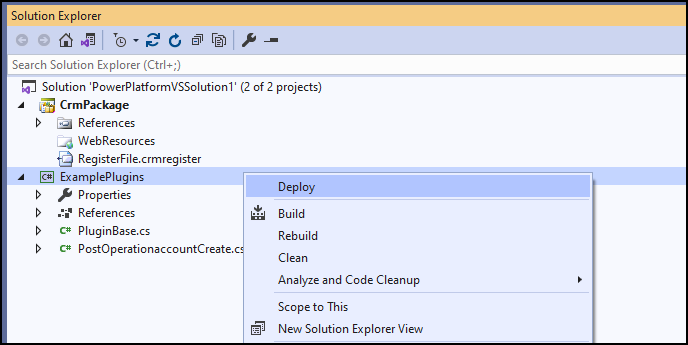 Solution Explorer
Search Solution Explorer (Ctrl+;)
Solution 'PowerPlatformVSSolution1' (2 of 2 projects)
CrmPackage
References
WebResources
RegisterFile.crmregister
C# ExamplePlugins
Properties
References
C# PluginBase.cs
C# PostOperationaccountCreate.cs
Deploy
Build
Rebuild
Clean
Analyze and Code Cleanup
Scope to This
New Solution Explorer View